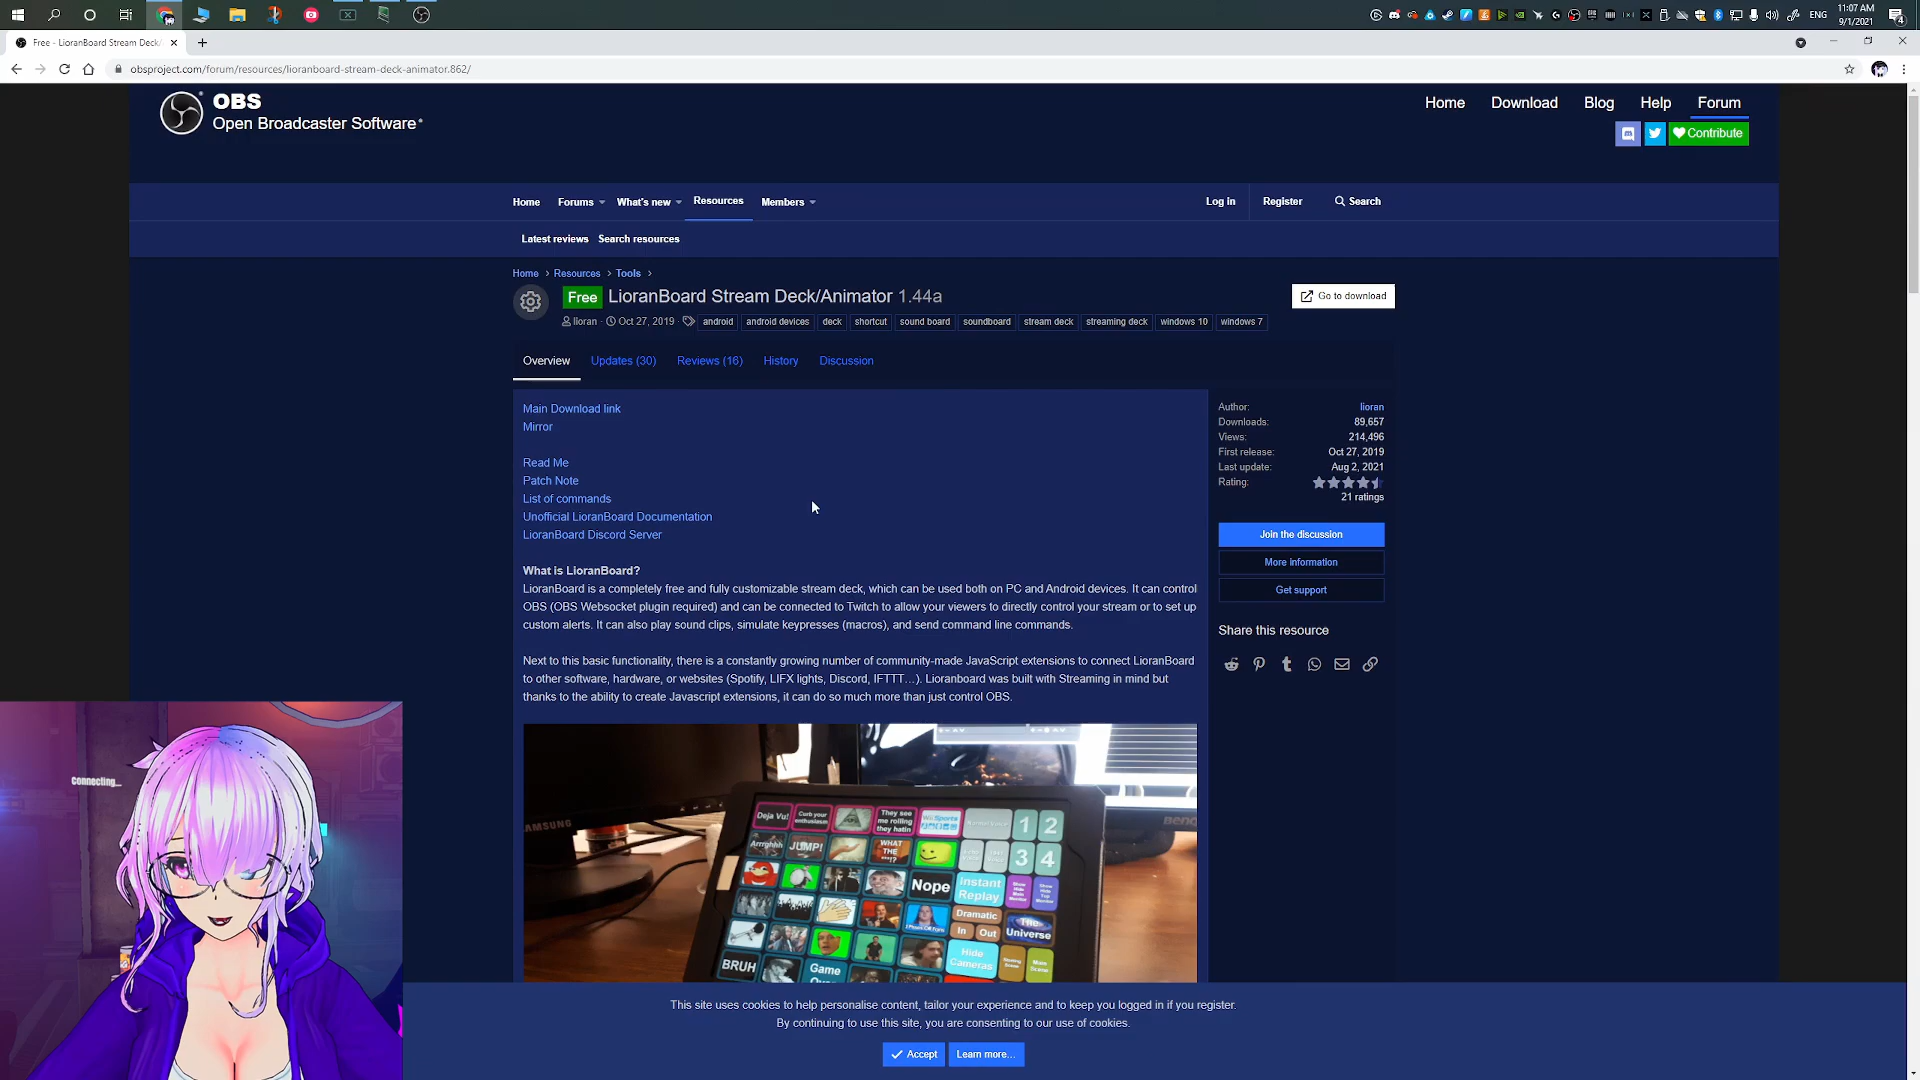 11:07 AM
ENG
9/1/2021
4
Free - LioranBoard Stream Deck/
obsproject.com/forum/resources/lioranboard-stream-deck-animator.862/
OBS
Open Broadcaster Software
Home Download Blog Help Forum
Contribute
Home Forums What's new Resources Members Log in Register Search
Latest reviews Search resources
Home > Resources > Tools >
Free LioranBoard Stream Deck/Animator 1.44a
Go to download
lioran Oct 27, 2019 android android devices deck shortcut sound board soundboard stream deck streaming deck windows 10 windows 7
Overview Updates (30) Reviews (16) History Discussion
Main Download link
Mirror
Read Me
Patch Note
List of commands
Unofficial LioranBoard Documentation
LioranBoard Discord Server
What is LioranBoard?
LioranBoard is a completely free and fully customizable stream deck, which can be used both on PC and Android devices. It can control
OBS (OBS Websocket plugin required) and can be connected to Twitch to allow your viewers to directly control your stream or to set up
custom alerts. It can also play sound clips, simulate keypresses (macros), and send command line commands.
Next to this basic functionality, there is a constantly growing number of community-made JavaScript extensions to connect LioranBoard
to other software, hardware, or websites (Spotify, LIFX lights, Discord, IFTTT...). Lioranboard was built with Streaming in mind but
thanks to the ability to create Javascript extensions, it can do so much more than just control OBS.
Author: lioran
Downloads: 89,657
Views: 214,496
First release: Oct 27, 2019
Last update: Aug 2, 2021
Rating:
21 ratings
Join the discussion
More information
Get support
Share this resource
Connecting...
SAMSUNG
BenQ
Deja Vu!
Curb your
enthusiasm
They see
me rolling
they hatin
Wii Sports
1 2
Arrrghhh
JUMP!
WHAT
THE
3 4
Nope
Instant
Replay
Dramatic
In Out
The
Universe
BRUH
Game
Hide
Cameras
This site uses cookies to help personalise content, tailor your experience and to keep you logged in if you register.
By continuing to use this site, you are consenting to our use of cookies.
Accept Learn more...